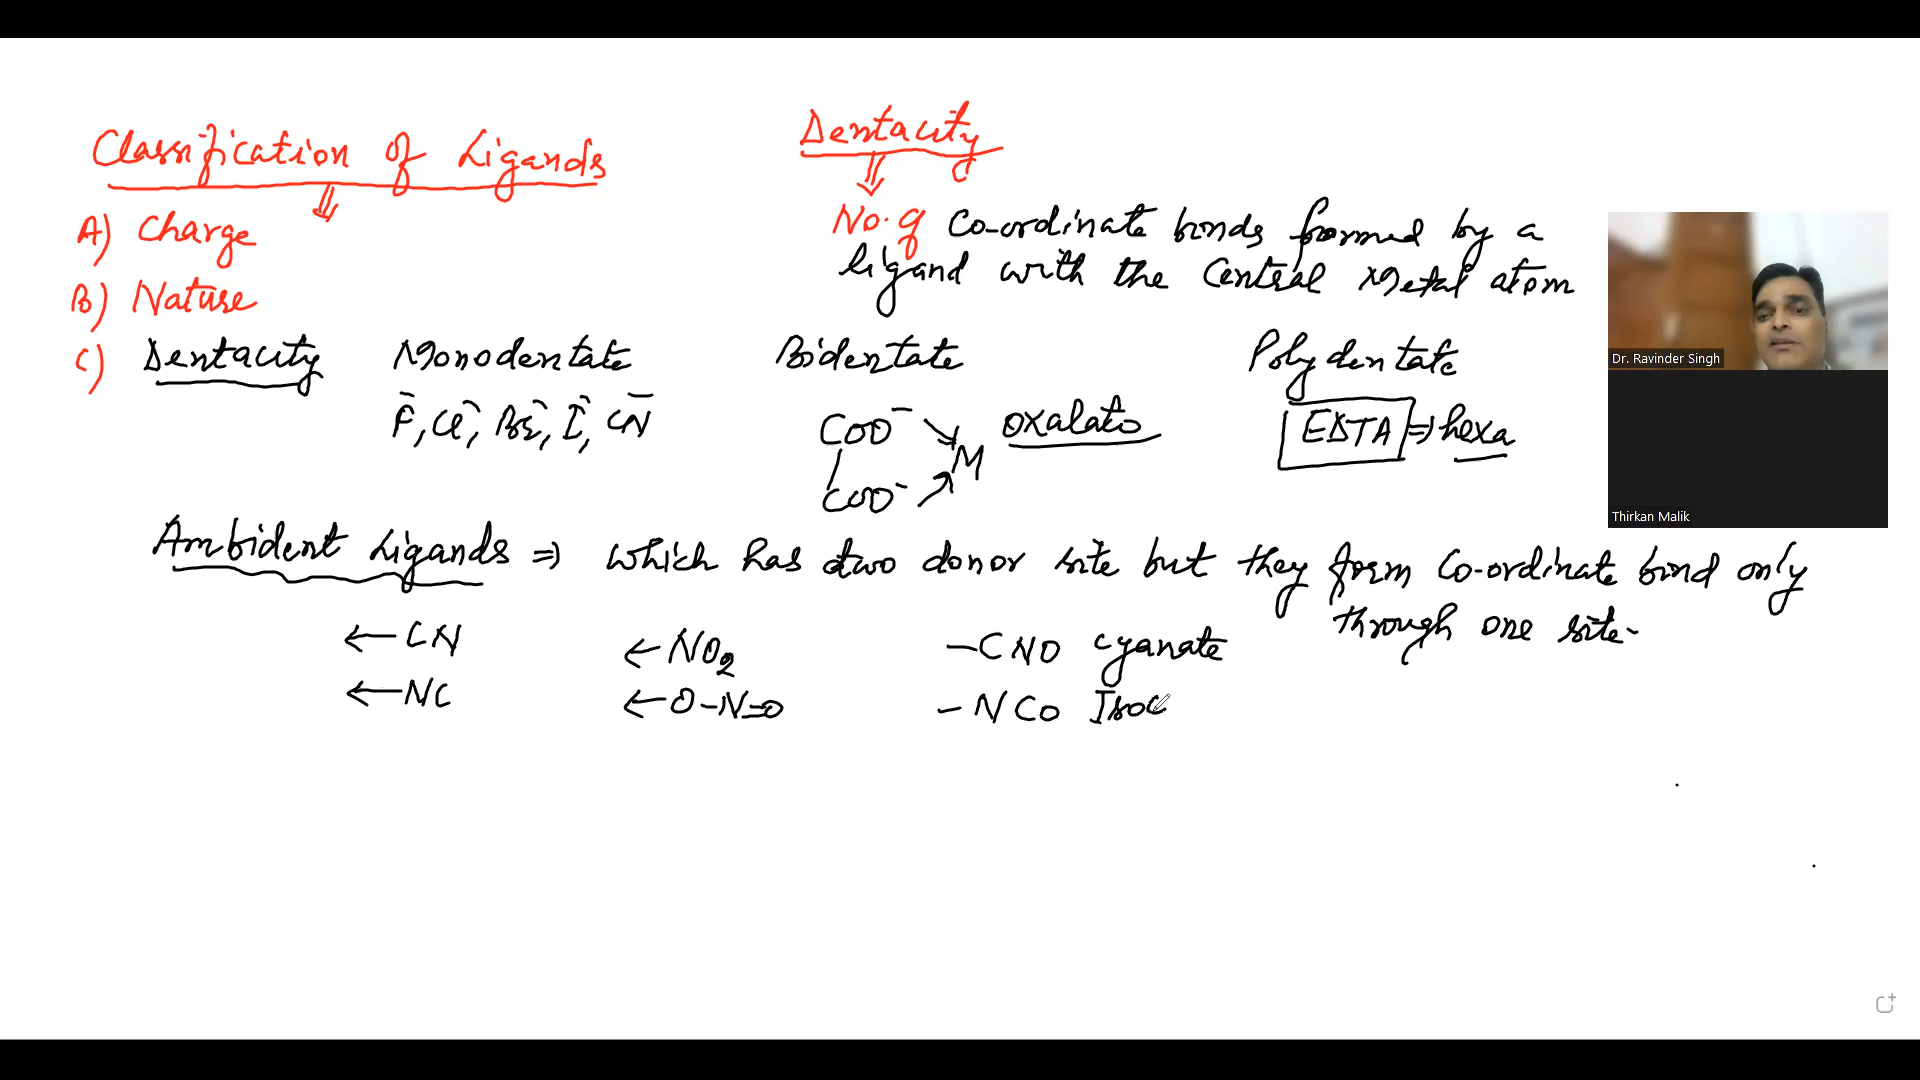 Classification of Ligands
A) Charge
B) Nature
Dentacity
No. of Co-ordinate bonds formed by a
ligand with the Central Metal atom
C) Dentacity Monodentate Bidentate Polydentate
F⁻, Cl⁻, Br⁻, I⁻, CN⁻
COO⁻
COO⁻
M
oxalato
EDTA ⇒ hexa
Ambident Ligands ⇒ which has two donor site but they form Co-ordinate bond only
through one site.
← CN
← NC
← NO₂
← O–N=O
– CNO Cyanate
– NCO Isoc
Dr. Ravinder Singh
Thirkan Malik